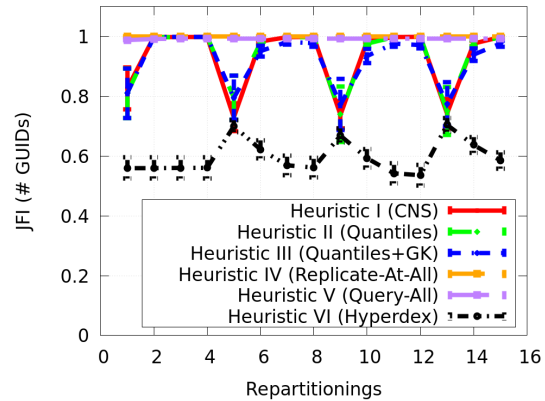 1
0.8
0.6
0.4
0.2
0
JFI (# GUIDs)
Heuristic I (CNS)
Heuristic II (Quantiles)
Heuristic III (Quantiles+GK)
Heuristic IV (Replicate-At-All)
Heuristic V (Query-All)
Heuristic VI (Hyperdex)
0 2 4 6 8 10 12 14 16
Repartitionings